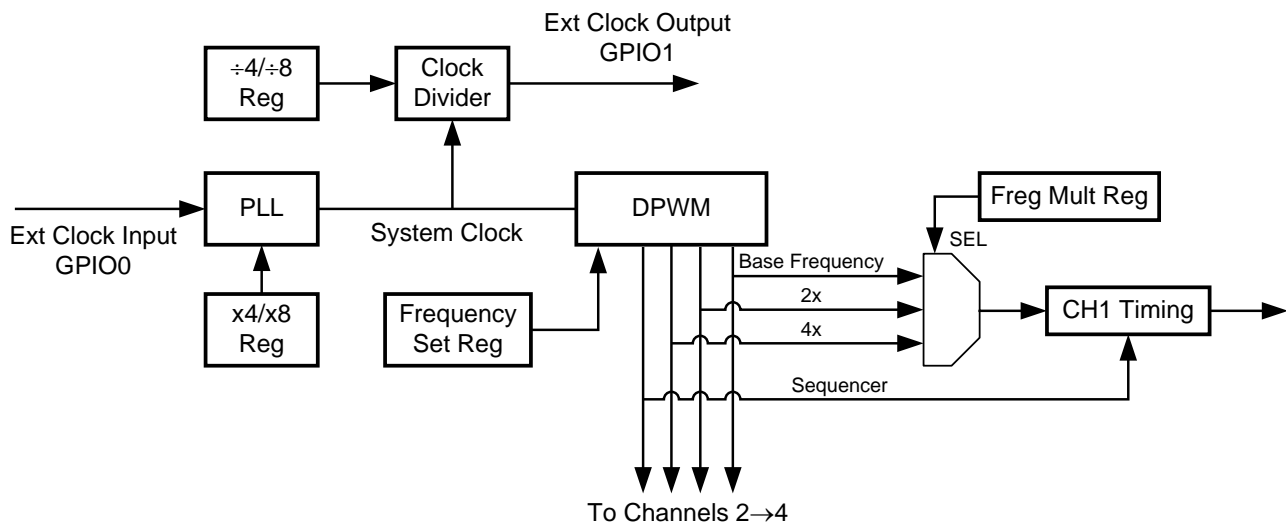 Ext Clock Output
GPIO1
÷4/÷8
Reg
Clock
Divider
PLL
DPWM
Freg Mult Reg
Ext Clock Input
GPIO0
System Clock
SEL
Base Frequency
x4/x8
Reg
Frequency
Set Reg
2x
CH1 Timing
4x
Sequencer
To Channels 2→4